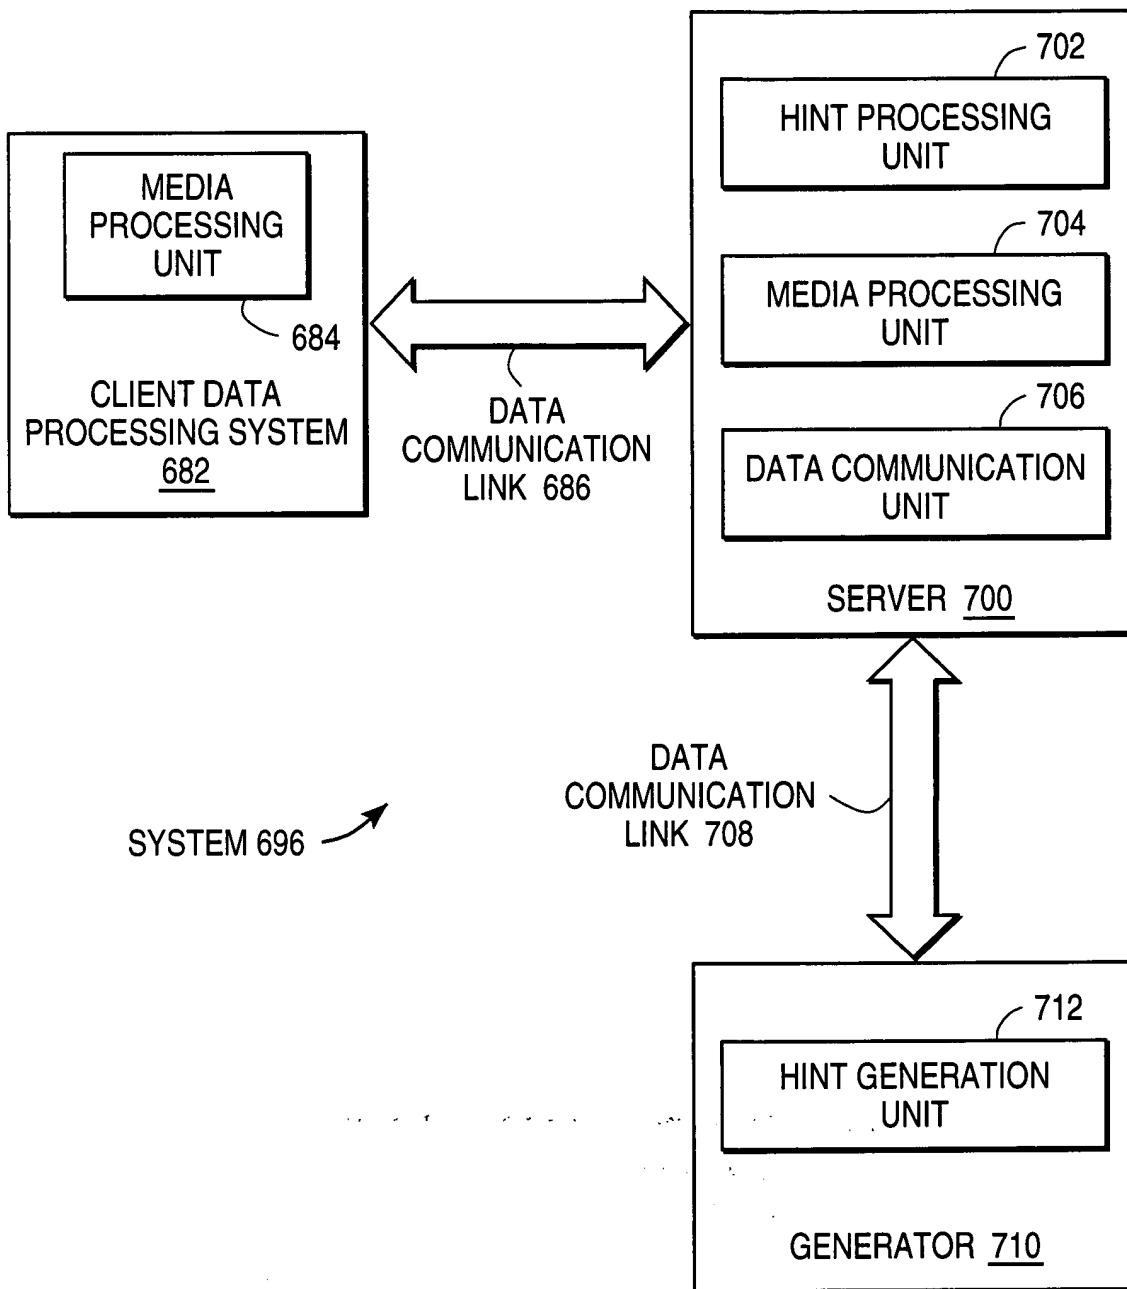 702
HINT PROCESSING
UNIT
MEDIA
PROCESSING
UNIT
684
CLIENT DATA
PROCESSING SYSTEM
682
704
MEDIA PROCESSING
UNIT
DATA
COMMUNICATION
LINK 686
706
DATA COMMUNICATION
UNIT
SERVER 700
DATA
COMMUNICATION
LINK 708
SYSTEM 696
712
HINT GENERATION
UNIT
GENERATOR 710